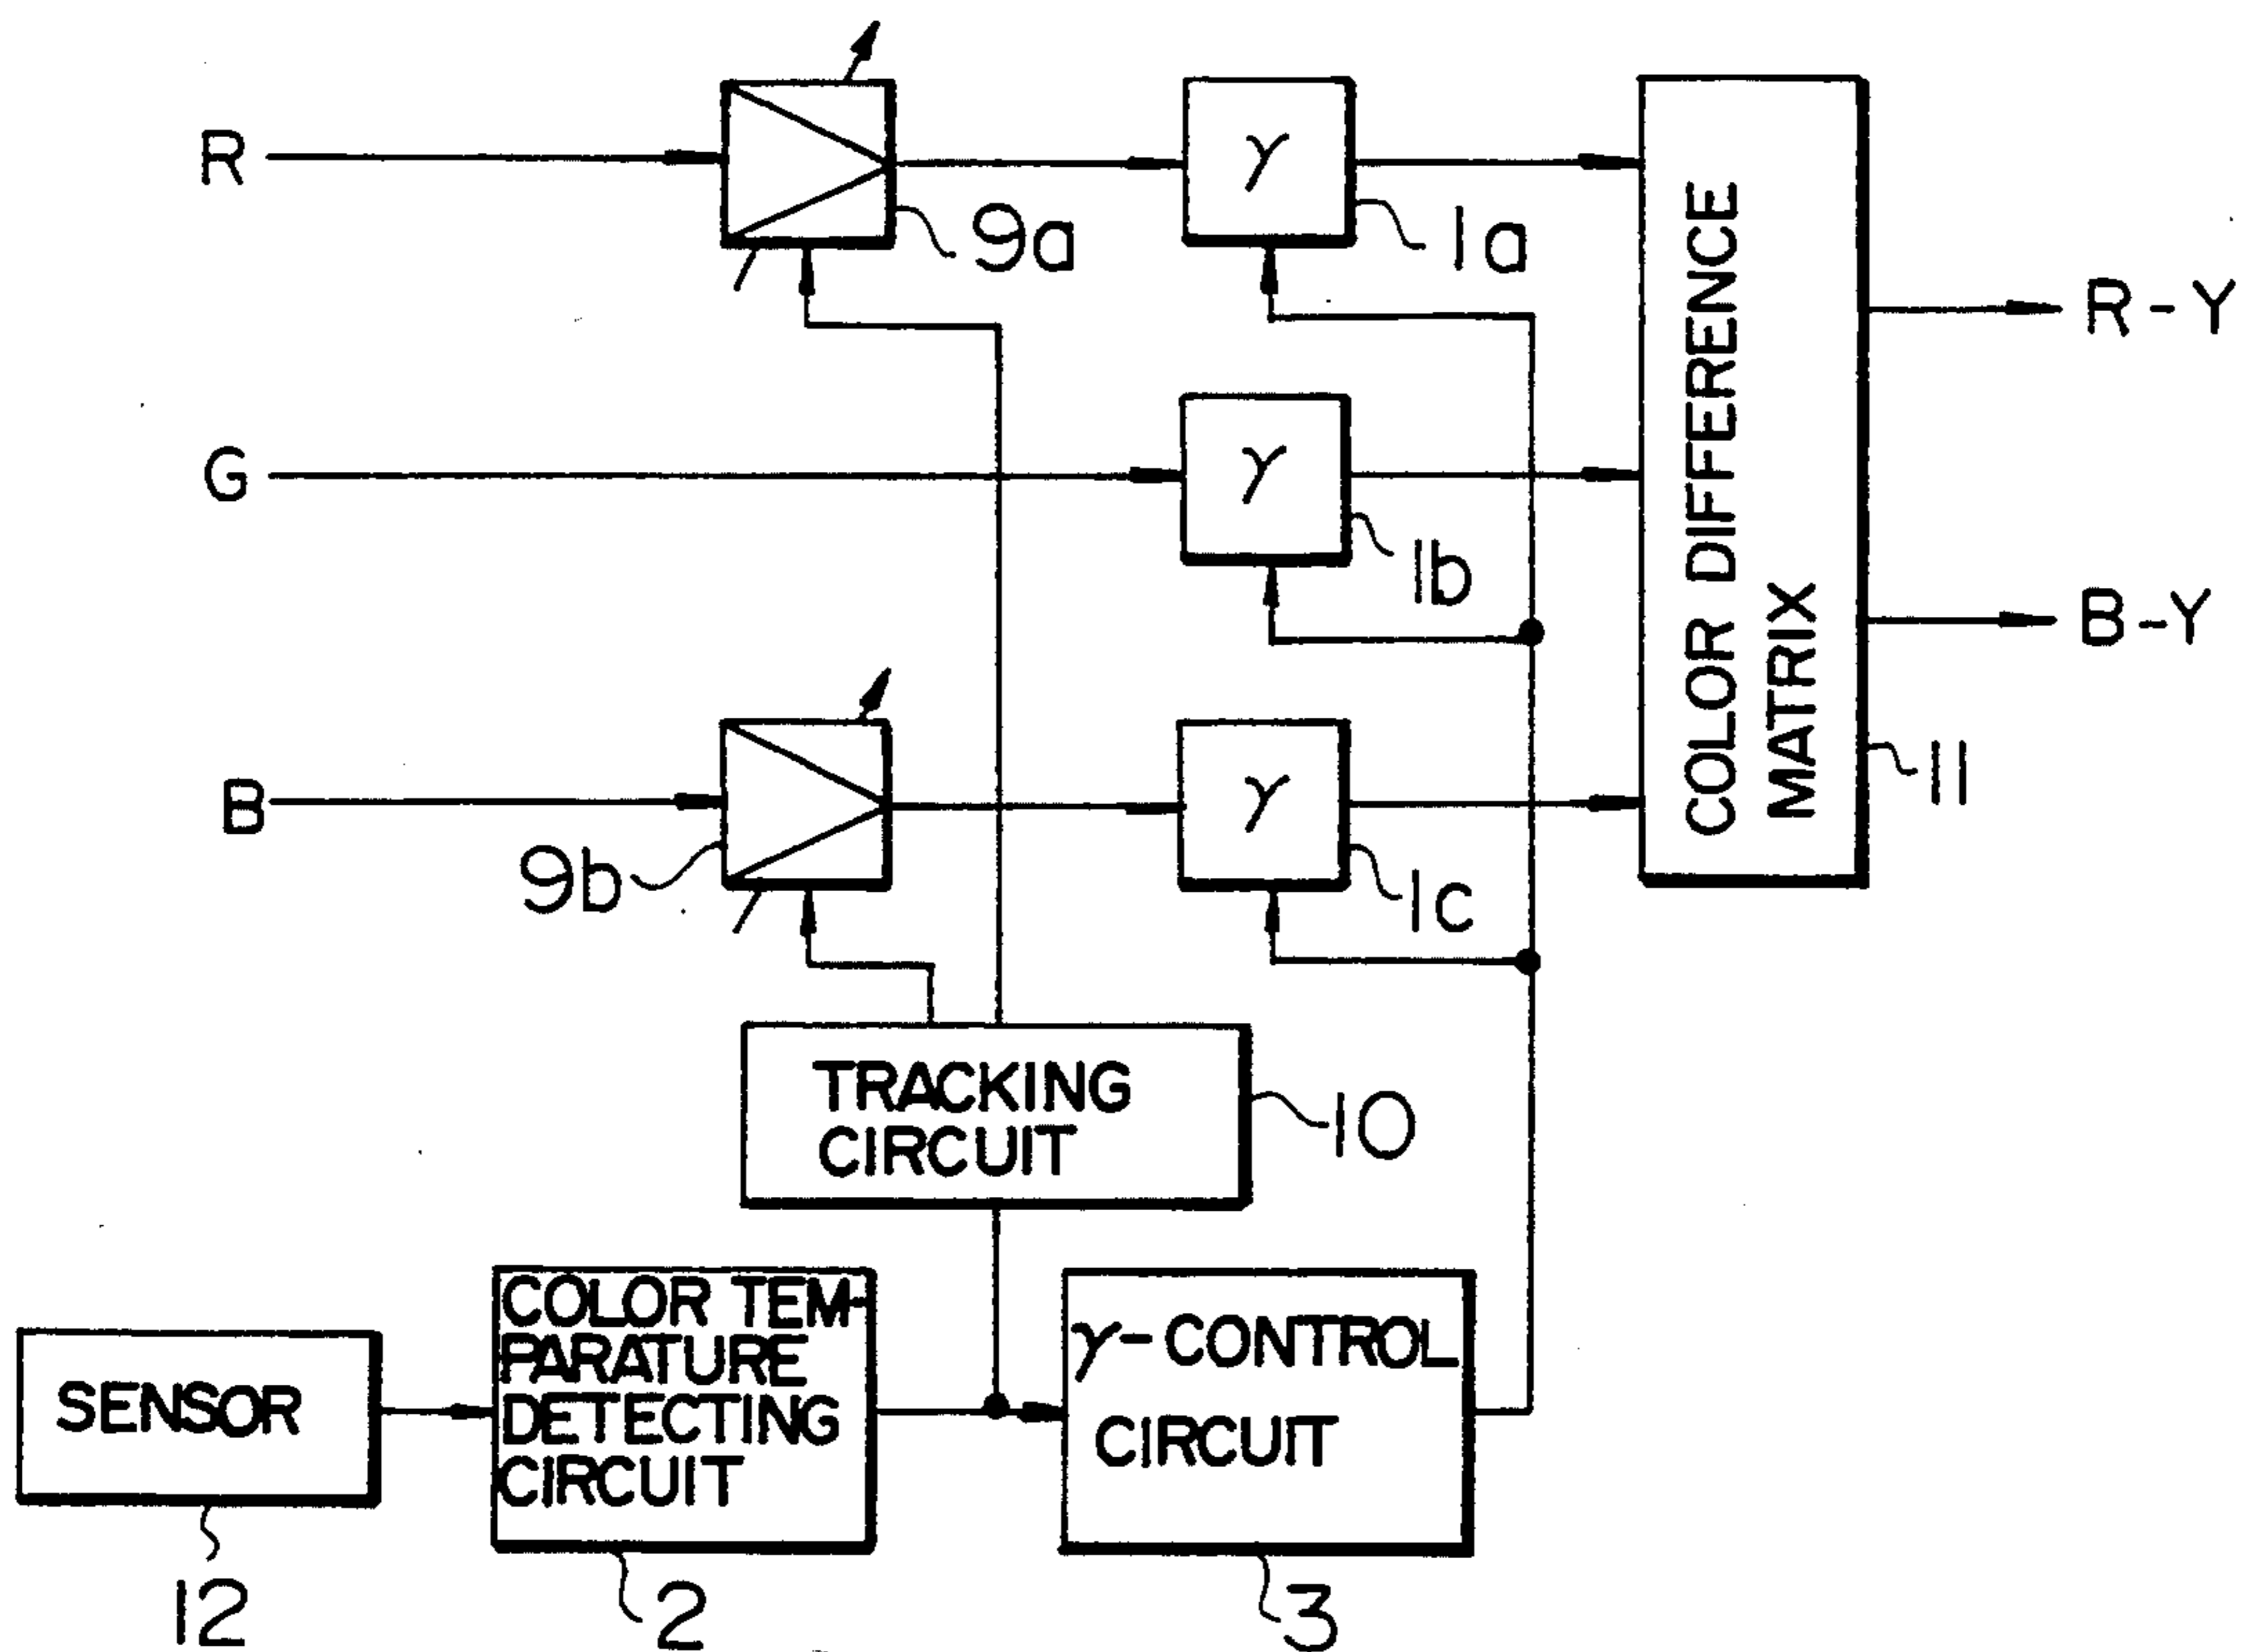 R
γ
9a
1a
R-Y
G
γ
1b
B-Y
B
γ
9b
1c
COLOR DIFFERENCE
MATRIX
11
TRACKING
CIRCUIT
10
COLOR TEM-
PARATURE
DETECTING
CIRCUIT
γ-CONTROL
CIRCUIT
SENSOR
12
2
3